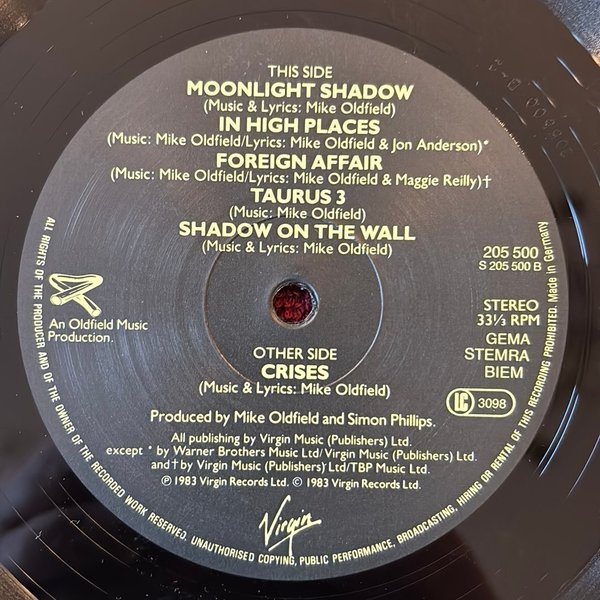 THIS SIDE
MOONLIGHT SHADOW
(Music & Lyrics: Mike Oldfield)
IN HIGH PLACES
(Music: Mike Oldfield/Lyrics: Mike Oldfield & Jon Anderson)*
FOREIGN AFFAIR
(Music: Mike Oldfield/Lyrics: Mike Oldfield & Maggie Reilly)†
TAURUS 3
(Music: Mike Oldfield)
SHADOW ON THE WALL
(Music & Lyrics: Mike Oldfield)
205 500
S 205 500 B
An Oldfield Music
Production.
STEREO
33⅓ RPM
GEMA
STEMRA
BIEM
LC 3098
OTHER SIDE
CRISES
(Music & Lyrics: Mike Oldfield)
Produced by Mike Oldfield and Simon Phillips.
All publishing by Virgin Music (Publishers) Ltd.
except * by Warner Brothers Music Ltd/Virgin Music (Publishers) Ltd.
and † by Virgin Music (Publishers) Ltd/TBP Music Ltd.
℗ 1983 Virgin Records Ltd. © 1983 Virgin Records Ltd.
Virgin
ALL RIGHTS OF THE PRODUCER AND OF THE OWNER OF THE RECORDED WORK RESERVED. UNAUTHORISED COPYING, PUBLIC PERFORMANCE, BROADCASTING, HIRING OR RENTAL OF THIS RECORDING PROHIBITED. Made in Germany